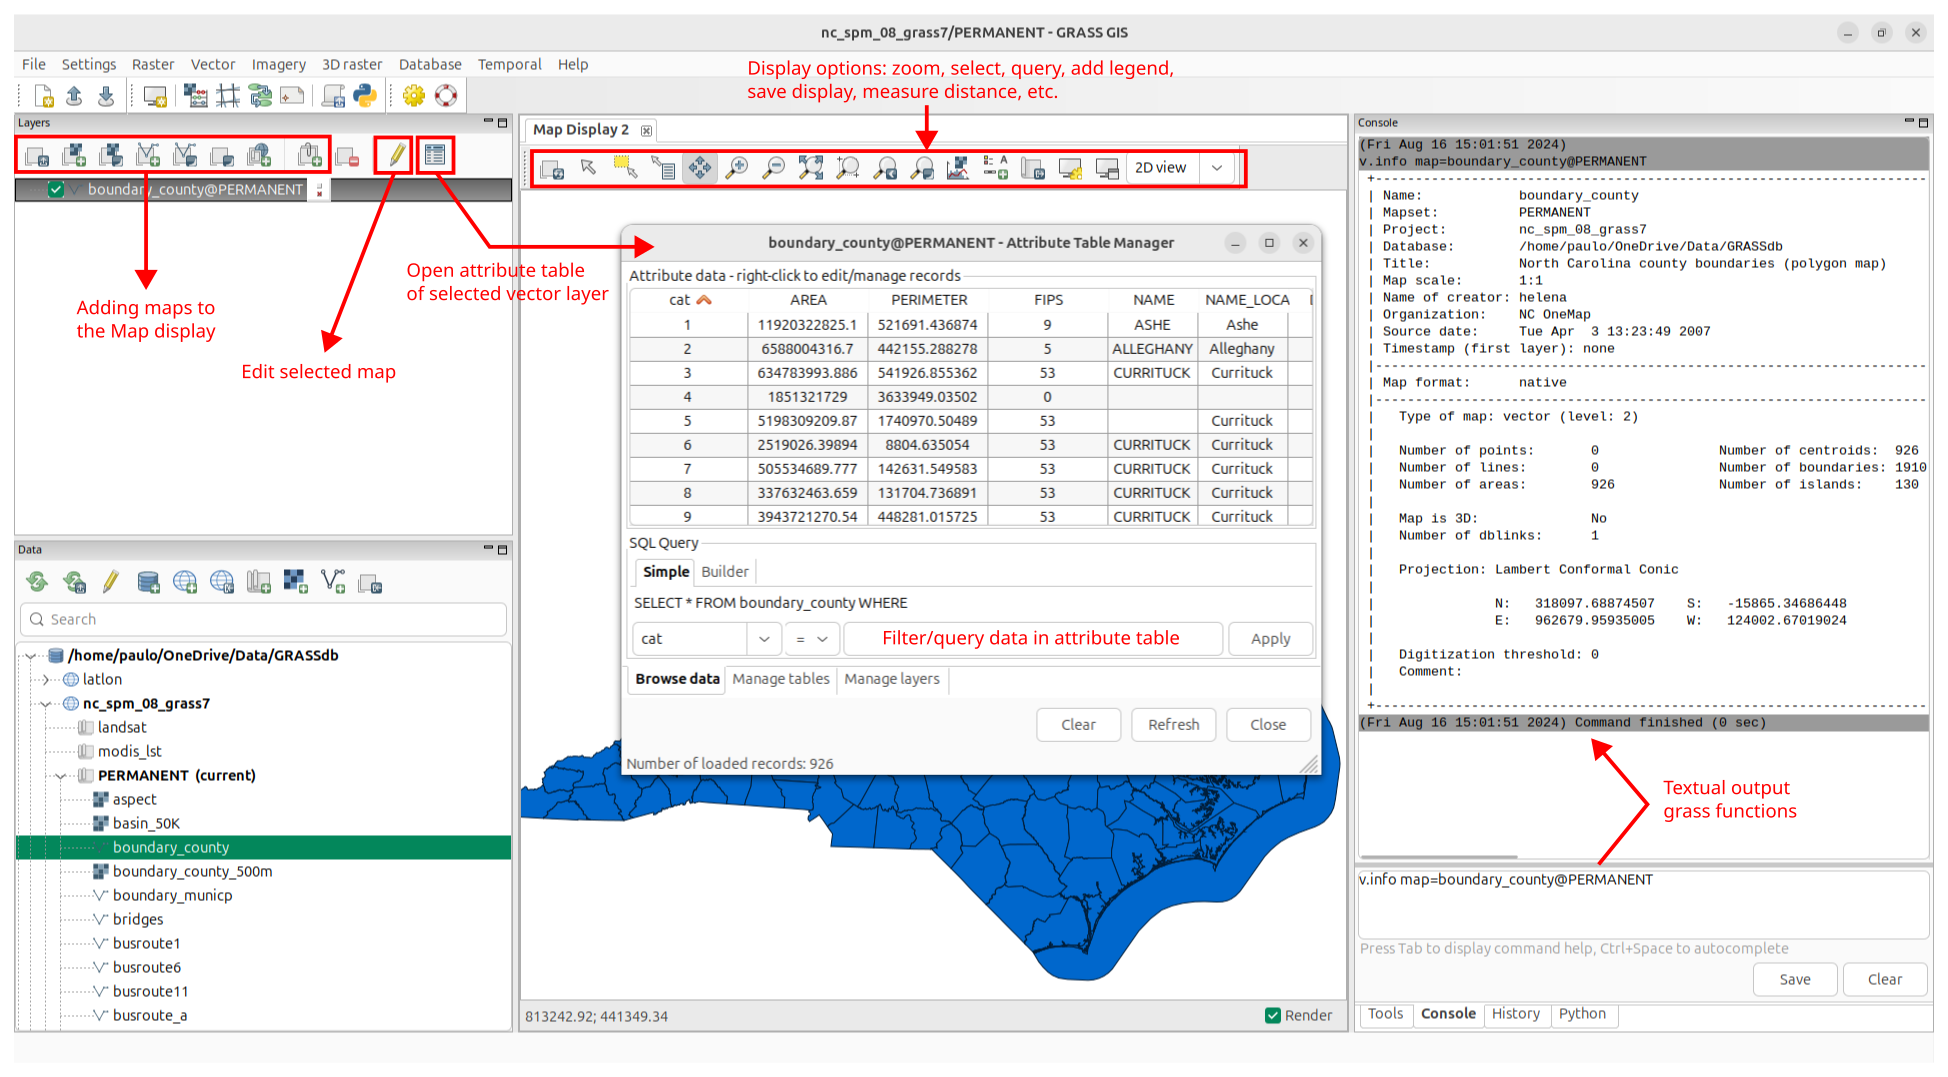 nc_spm_08_grass7/PERMANENT - GRASS GIS
File Settings Raster Vector Imagery 3D raster Database Temporal Help
Display options: zoom, select, query, add legend,
save display, measure distance, etc.
Layers
boundary_county@PERMANENT
Adding maps to
the Map display
Edit selected map
Open attribute table
of selected vector layer
Map Display 2
2D view
boundary_county@PERMANENT - Attribute Table Manager
Attribute data - right-click to edit/manage records
cat AREA PERIMETER FIPS NAME NAME_LOCA
1 11920322825.1 521691.436874 9 ASHE Ashe
2 6588004316.7 442155.288278 5 ALLEGHANY Alleghany
3 634783993.886 541926.855362 53 CURRITUCK Currituck
4 1851321729 3633949.03502 0
5 5198309209.87 1740970.50489 53 Currituck
6 2519026.39894 8804.635054 53 CURRITUCK Currituck
7 505534689.777 142631.549583 53 CURRITUCK Currituck
8 337632463.659 131704.736891 53 CURRITUCK Currituck
9 3943721270.54 448281.015725 53 CURRITUCK Currituck
SQL Query
Simple Builder
SELECT * FROM boundary_county WHERE
cat = Filter/query data in attribute table Apply
Browse data Manage tables Manage layers
Clear Refresh Close
Number of loaded records: 926
813242.92; 441349.34 Render
Data
Search
/home/paulo/OneDrive/Data/GRASSdb
latlon
nc_spm_08_grass7
landsat
modis_lst
PERMANENT (current)
aspect
basin_50K
boundary_county
boundary_county_500m
boundary_municp
bridges
busroute1
busroute6
busroute11
busroute_a
Console
(Fri Aug 16 15:01:51 2024)
v.info map=boundary_county@PERMANENT
Name: boundary_county
Mapset: PERMANENT
Project: nc_spm_08_grass7
Database: /home/paulo/OneDrive/Data/GRASSdb
Title: North Carolina county boundaries (polygon map)
Map scale: 1:1
Name of creator: helena
Organization: NC OneMap
Source date: Tue Apr 3 13:23:49 2007
Timestamp (first layer): none
Map format: native
Type of map: vector (level: 2)
Number of points: 0 Number of centroids: 926
Number of lines: 0 Number of boundaries: 1910
Number of areas: 926 Number of islands: 130
Map is 3D: No
Number of dblinks: 1
Projection: Lambert Conformal Conic
N: 318097.68874507 S: -15865.34686448
E: 962679.95935005 W: 124002.67019024
Digitization threshold: 0
Comment:
(Fri Aug 16 15:01:51 2024) Command finished (0 sec)
Textual output
grass functions
v.info map=boundary_county@PERMANENT
Press Tab to display command help, Ctrl+Space to autocomplete
Save Clear
Tools Console History Python